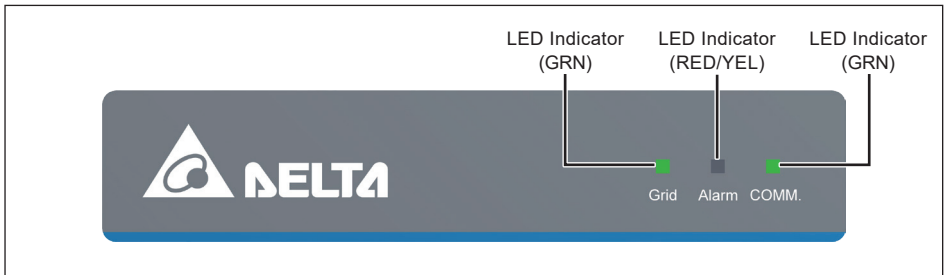 LED Indicator
(GRN)
LED Indicator
(RED/YEL)
LED Indicator
(GRN)
DELTA
Grid
Alarm
COMM.